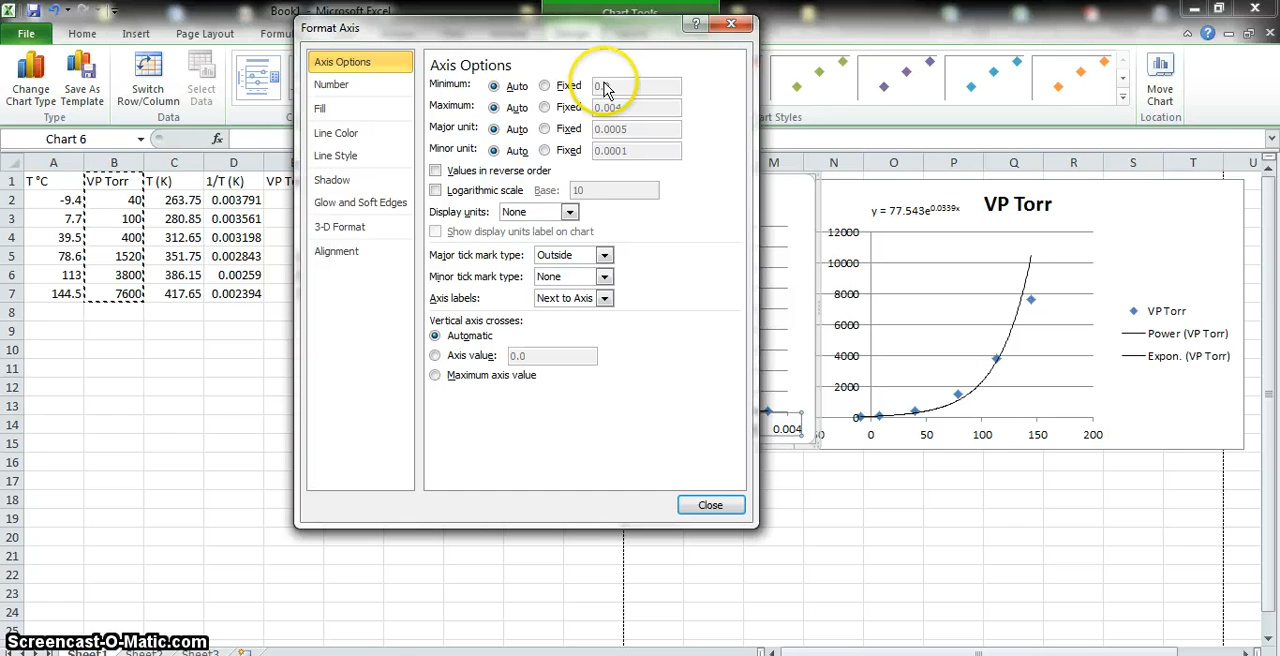 Book1 - Microsoft Excel
Chart Tools
File Home Insert Page Layout
Change Chart Type
Save As Template
Switch Row/Column
Select Data
Move Chart
Type Data Chart Styles Location
Chart 6 fx
Format Axis
Axis Options
Number
Fill
Line Color
Line Style
Shadow
Glow and Soft Edges
3-D Format
Alignment
Axis Options
Minimum: Auto Fixed
Maximum: Auto Fixed 0.004
Major unit: Auto Fixed 0.0005
Minor unit: Auto Fixed 0.0001
Values in reverse order
Logarithmic scale Base: 10
Display units: None
Show display units label on chart
Major tick mark type: Outside
Minor tick mark type: None
Axis labels: Next to Axis
Vertical axis crosses:
Automatic
Axis value: 0.0
Maximum axis value
Close
A B C D M N O P Q R S T U
1 T °C VP Torr T (K) 1/T (K)
2 -9.4 40 263.75 0.003791
3 7.7 100 280.85 0.003561
4 39.5 400 312.65 0.003198
5 78.6 1520 351.75 0.002843
6 113 3800 386.15 0.00259
7 144.5 7600 417.65 0.002394
8
9
10
11
12
13
14
15
16
17
18
19
20
21
22
23
24
25
0.004
VP Torr
y = 77.543e^0.0339x
12000
10000
8000
6000
4000
2000
0
0 50 100 150 200
VP Torr
Power (VP Torr)
Expon. (VP Torr)
Screencast-O-Matic.com
Sheet1 Sheet2 Sheet3